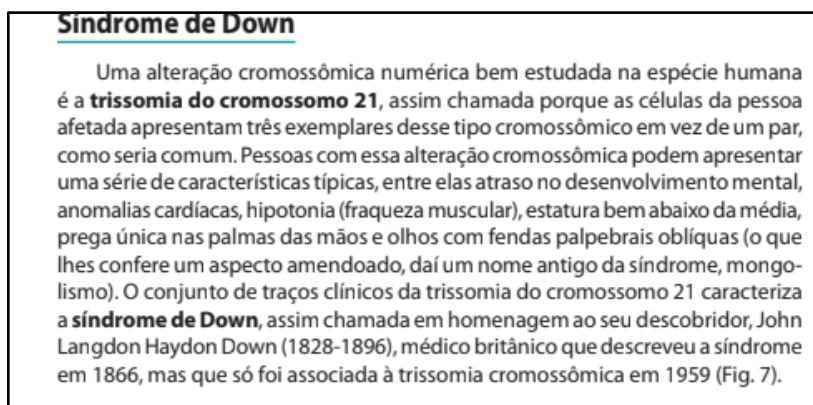 Síndrome de Down
Uma alteração cromossômica numérica bem estudada na espécie humana
é a trissomia do cromossomo 21, assim chamada porque as células da pessoa
afetada apresentam três exemplares desse tipo cromossômico em vez de um par,
como seria comum. Pessoas com essa alteração cromossômica podem apresentar
uma série de características típicas, entre elas atraso no desenvolvimento mental,
anomalias cardíacas, hipotonia (fraqueza muscular), estatura bem abaixo da média,
prega única nas palmas das mãos e olhos com fendas palpebrais oblíquas (o que
lhes confere um aspecto amendoado, daí um nome antigo da síndrome, mongo-
lismo). O conjunto de traços clínicos da trissomia do cromossomo 21 caracteriza
a síndrome de Down, assim chamada em homenagem ao seu descobridor, John
Langdon Haydon Down (1828-1896), médico britânico que descreveu a síndrome
em 1866, mas que só foi associada à trissomia cromossômica em 1959 (Fig. 7).